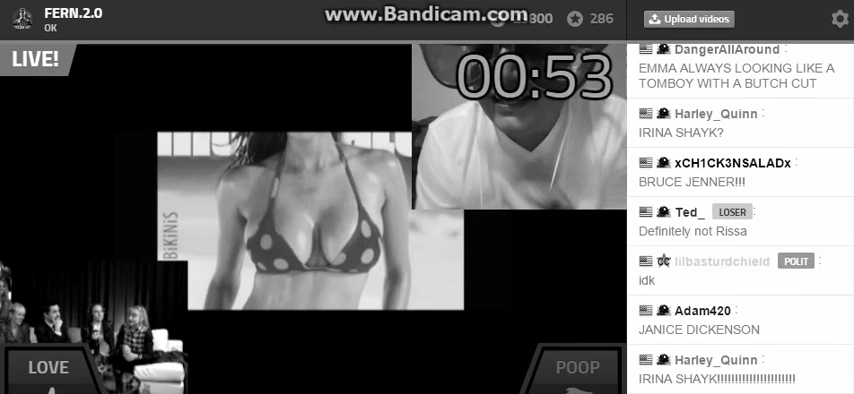 FERN.2.0
OK
www.Bandicam.com
800
286
Upload videos
LIVE!
00:53
BiKiNiS
LOVE
POOP
DangerAllAround :
EMMA ALWAYS LOOKING LIKE A
TOMBOY WITH A BUTCH CUT
Harley_Quinn :
IRINA SHAYK?
xCH1CK3NSALADx :
BRUCE JENNER!!!
Ted_ LOSER :
Definitely not Rissa
lilbasturdchield POLIT :
idk
Adam420 :
JANICE DICKENSON
Harley_Quinn :
IRINA SHAYK!!!!!!!!!!!!!!!!!!!!!!